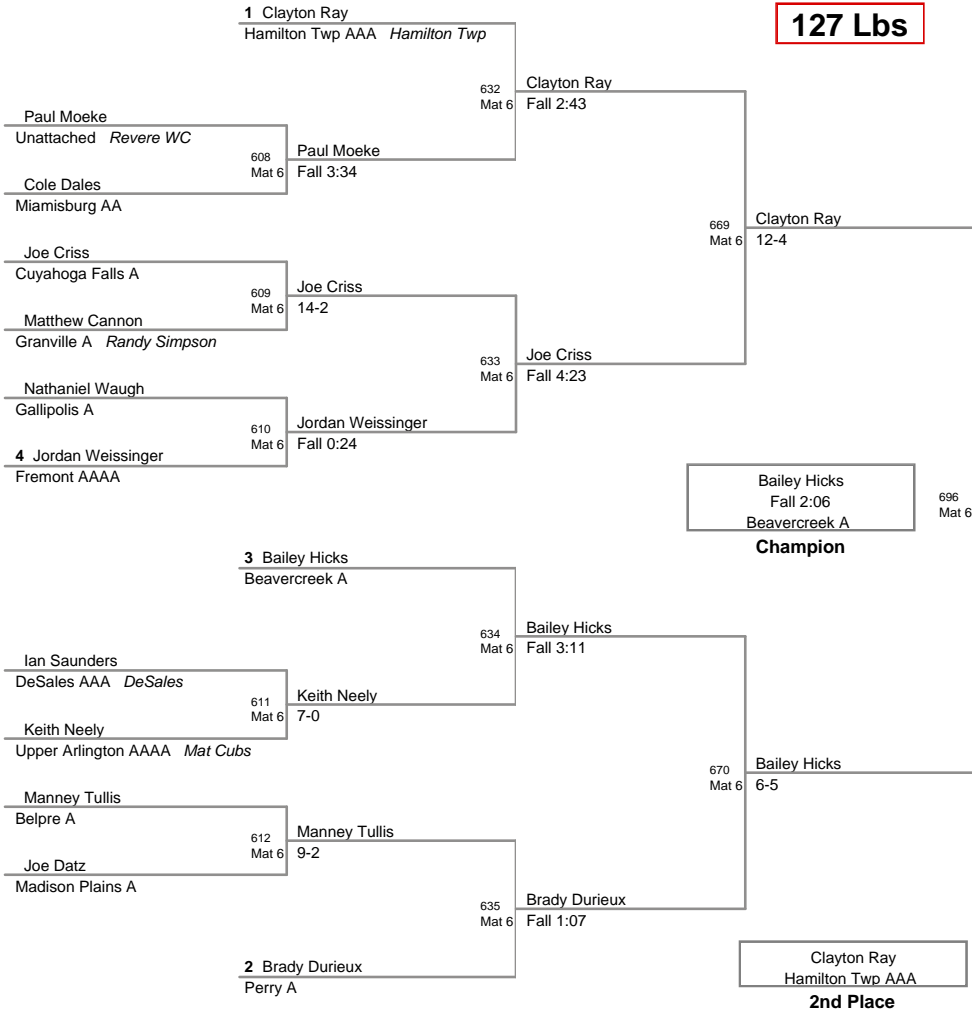 1 Clayton Ray
Hamilton Twp AAA Hamilton Twp
127 Lbs
632
Mat 6
Clayton Ray
Fall 2:43
Paul Moeke
Unattached Revere WC
608
Mat 6
Paul Moeke
Fall 3:34
Cole Dales
Miamisburg AA
669
Mat 6
Clayton Ray
12-4
Joe Criss
Cuyahoga Falls A
609
Mat 6
Joe Criss
14-2
Matthew Cannon
Granville A Randy Simpson
633
Mat 6
Joe Criss
Fall 4:23
Nathaniel Waugh
Gallipolis A
610
Mat 6
Jordan Weissinger
Fall 0:24
4 Jordan Weissinger
Fremont AAAA
Bailey Hicks
Fall 2:06
Beavercreek A
Champion
696
Mat 6
3 Bailey Hicks
Beavercreek A
634
Mat 6
Bailey Hicks
Fall 3:11
Ian Saunders
DeSales AAA DeSales
611
Mat 6
Keith Neely
7-0
Keith Neely
Upper Arlington AAAA Mat Cubs
670
Mat 6
Bailey Hicks
6-5
Manney Tullis
Belpre A
612
Mat 6
Manney Tullis
9-2
Joe Datz
Madison Plains A
635
Mat 6
Brady Durieux
Fall 1:07
2 Brady Durieux
Perry A
Clayton Ray
Hamilton Twp AAA
2nd Place